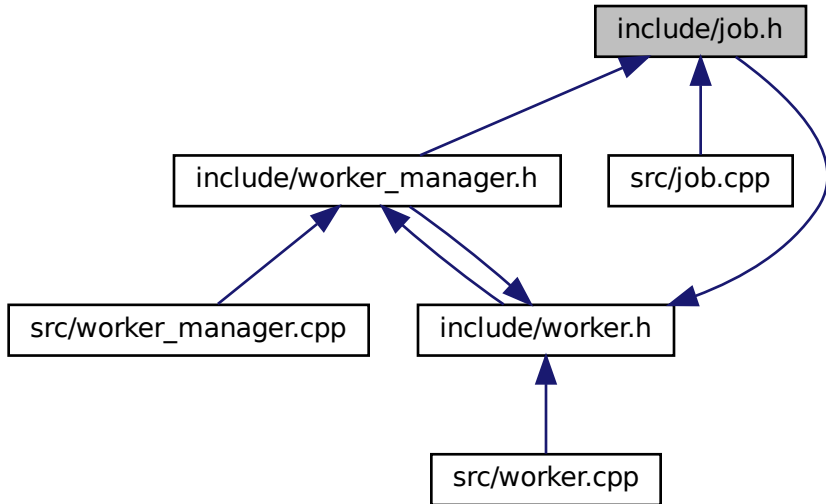 include/job.h
include/worker_manager.h
src/job.cpp
src/worker_manager.cpp
include/worker.h
src/worker.cpp